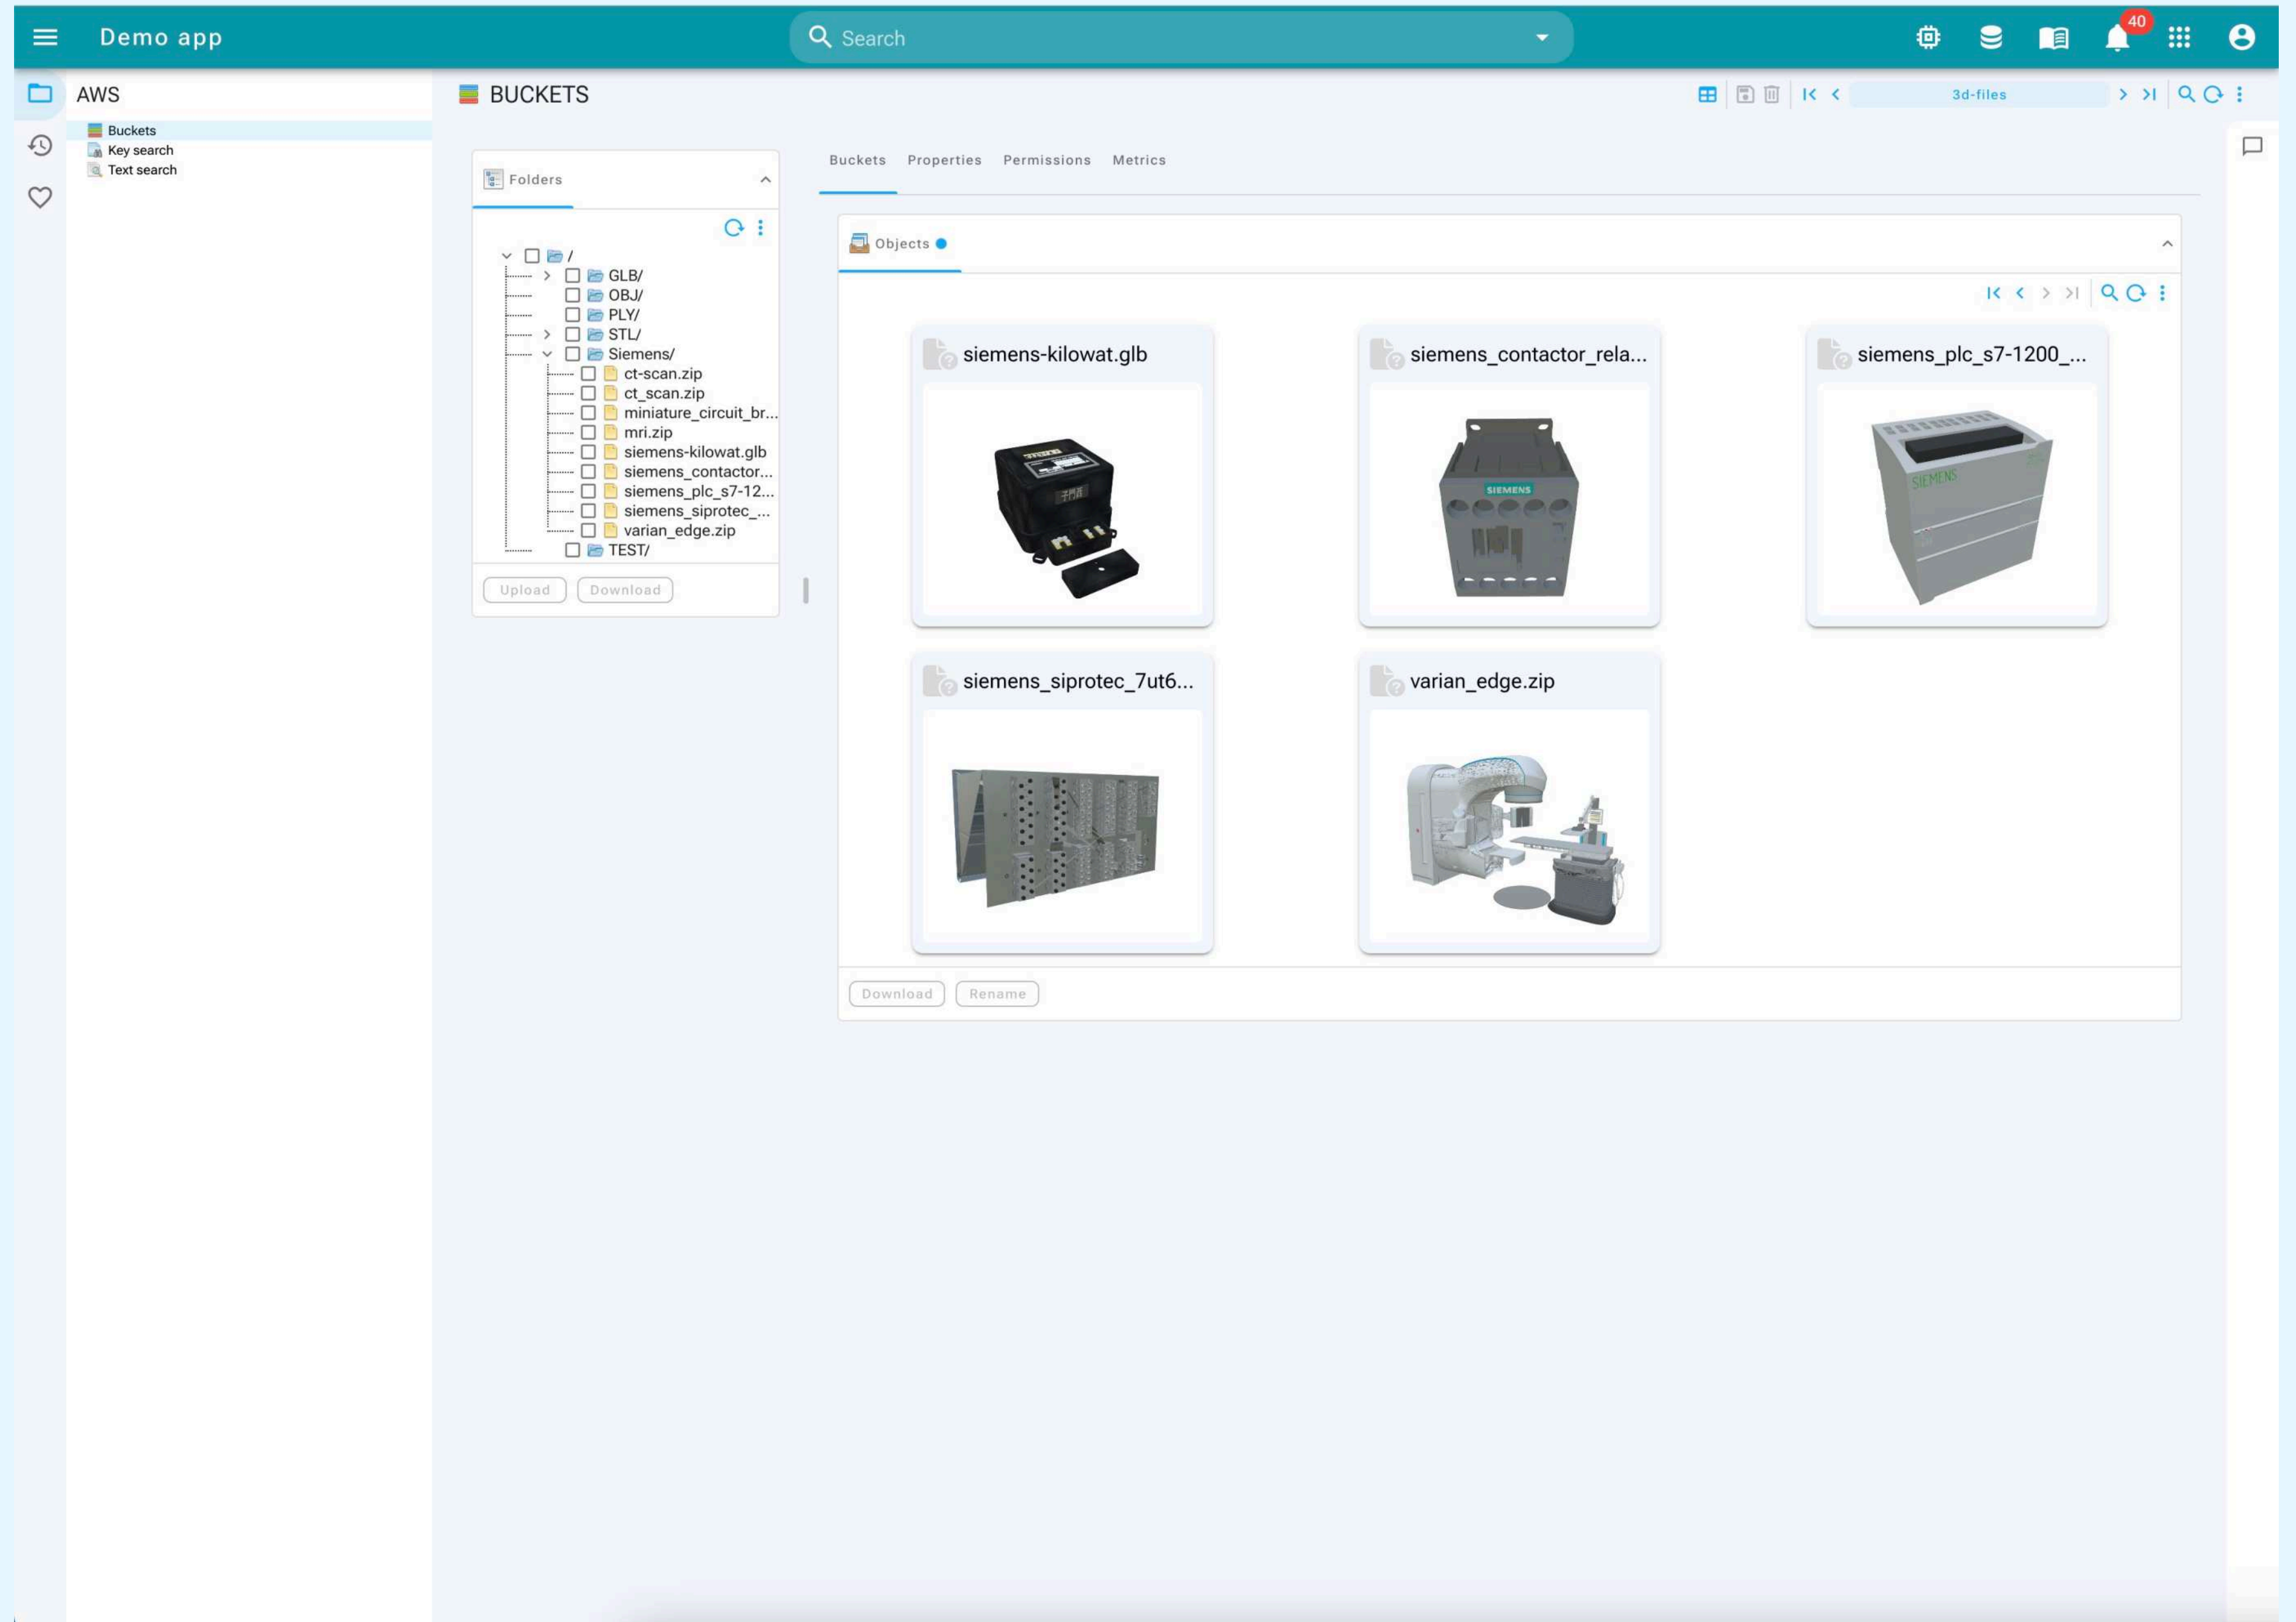 Demo app
Search
40
AWS
Buckets
Key search
Text search
BUCKETS
3d-files
Folders
/
GLB/
OBJ/
PLY/
STL/
Siemens/
ct-scan.zip
ct_scan.zip
miniature_circuit_br...
mri.zip
siemens-kilowat.glb
siemens_contactor...
siemens_plc_s7-12...
siemens_siprotec_...
varian_edge.zip
TEST/
Upload Download
Buckets Properties Permissions Metrics
Objects
siemens-kilowat.glb
siemens_contactor_rela...
SIEMENS
siemens_plc_s7-1200_...
SIEMENS
siemens_siprotec_7ut6...
varian_edge.zip
Download Rename